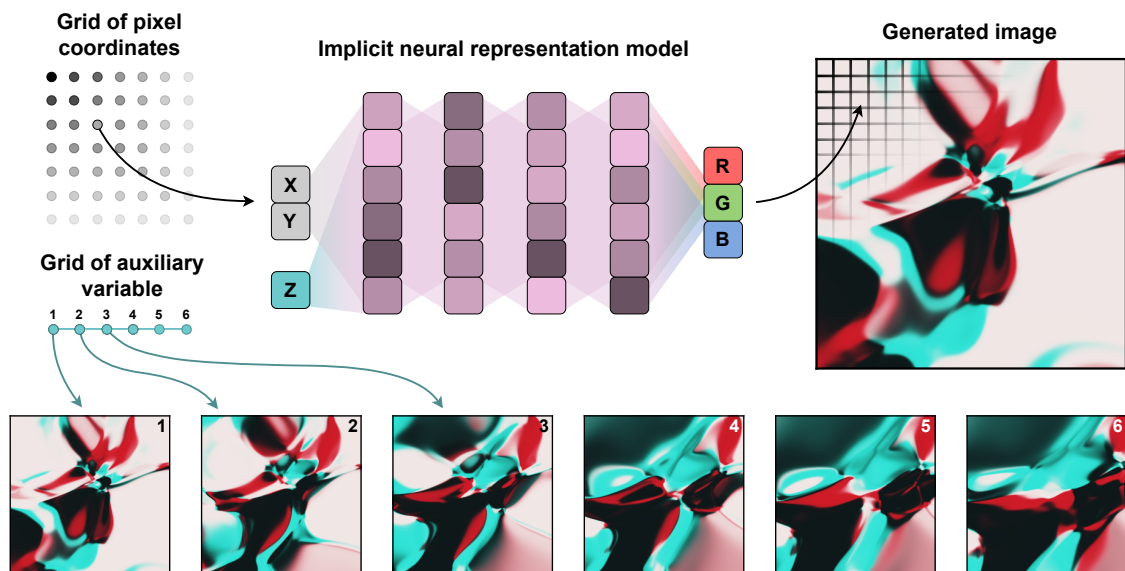 Grid of pixel
coordinates
Implicit neural representation model
Generated image
X
Y
Z
R
G
B
Grid of auxiliary
variable
1 2 3 4 5 6
1
2
3
4
5
6